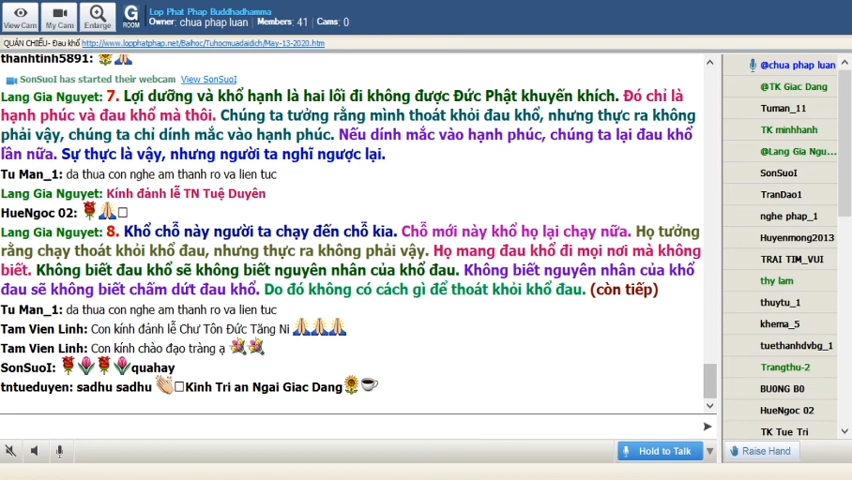 View Cam
My Cams
Enlarge
G
ROOM
Lop Phat Phap Buddhadhamma
Owner: chua phap luan , Members: 41 , Cams: 0
QUÁN CHIẾU- Đau khổ http://www.lopphatphap.net/Baihoc/Tuhocmuadaidich/May-13-2020.htm
thanhtinh5891:
SonSuoI has started their webcam View SonSuoI
Lang Gia Nguyet: 7. Lợi dưỡng và khổ hạnh là hai lối đi không được Đức Phật khuyến khích. Đó chỉ là
hạnh phúc và đau khổ mà thôi. Chúng ta tưởng rằng mình thoát khỏi đau khổ, nhưng thực ra không
phải vậy, chúng ta chỉ dính mắc vào hạnh phúc. Nếu dính mắc vào hạnh phúc, chúng ta lại đau khổ
lần nữa. Sự thực là vậy, nhưng người ta nghĩ ngược lại.
Tu Man_1: da thua con nghe am thanh ro va lien tuc
Lang Gia Nguyet: Kính đảnh lễ TN Tuệ Duyên
HueNgoc 02:
Lang Gia Nguyet: 8. Khổ chỗ này người ta chạy đến chỗ kia. Chỗ mới này khổ họ lại chạy nữa. Họ tưởng
rằng chạy thoát khỏi khổ đau, nhưng thực ra không phải vậy. Họ mang đau khổ đi mọi nơi mà không
biết. Không biết đau khổ sẽ không biết nguyên nhân của khổ đau. Không biết nguyên nhân của khổ
đau sẽ không biết chấm dứt đau khổ. Do đó không có cách gì để thoát khỏi khổ đau. (còn tiếp)
Tu Man_1: da thua con nghe am thanh ro va lien tuc
Tam Vien Linh: Con kính đảnh lễ Chư Tôn Đức Tăng Ni
Tam Vien Linh: Con kính chào đạo tràng ạ
SonSuoI: quahay
tntueduyen: sadhu sadhu Kinh Tri an Ngai Giac Dang
Hold to Talk
@chua phap luan
@TK Giac Dang
Tuman_11
TK minhhanh
@Lang Gia Ngu...
SonSuoI
TranDao1
nghe phap_1
Huyenmong2013
TRAI TIM_VUI
thy lam
thuytu_1
khema_5
tuethanhdvbg_1
Trangthu-2
BU0NG B0
HueNgoc 02
TK Tue Tri
Raise Hand